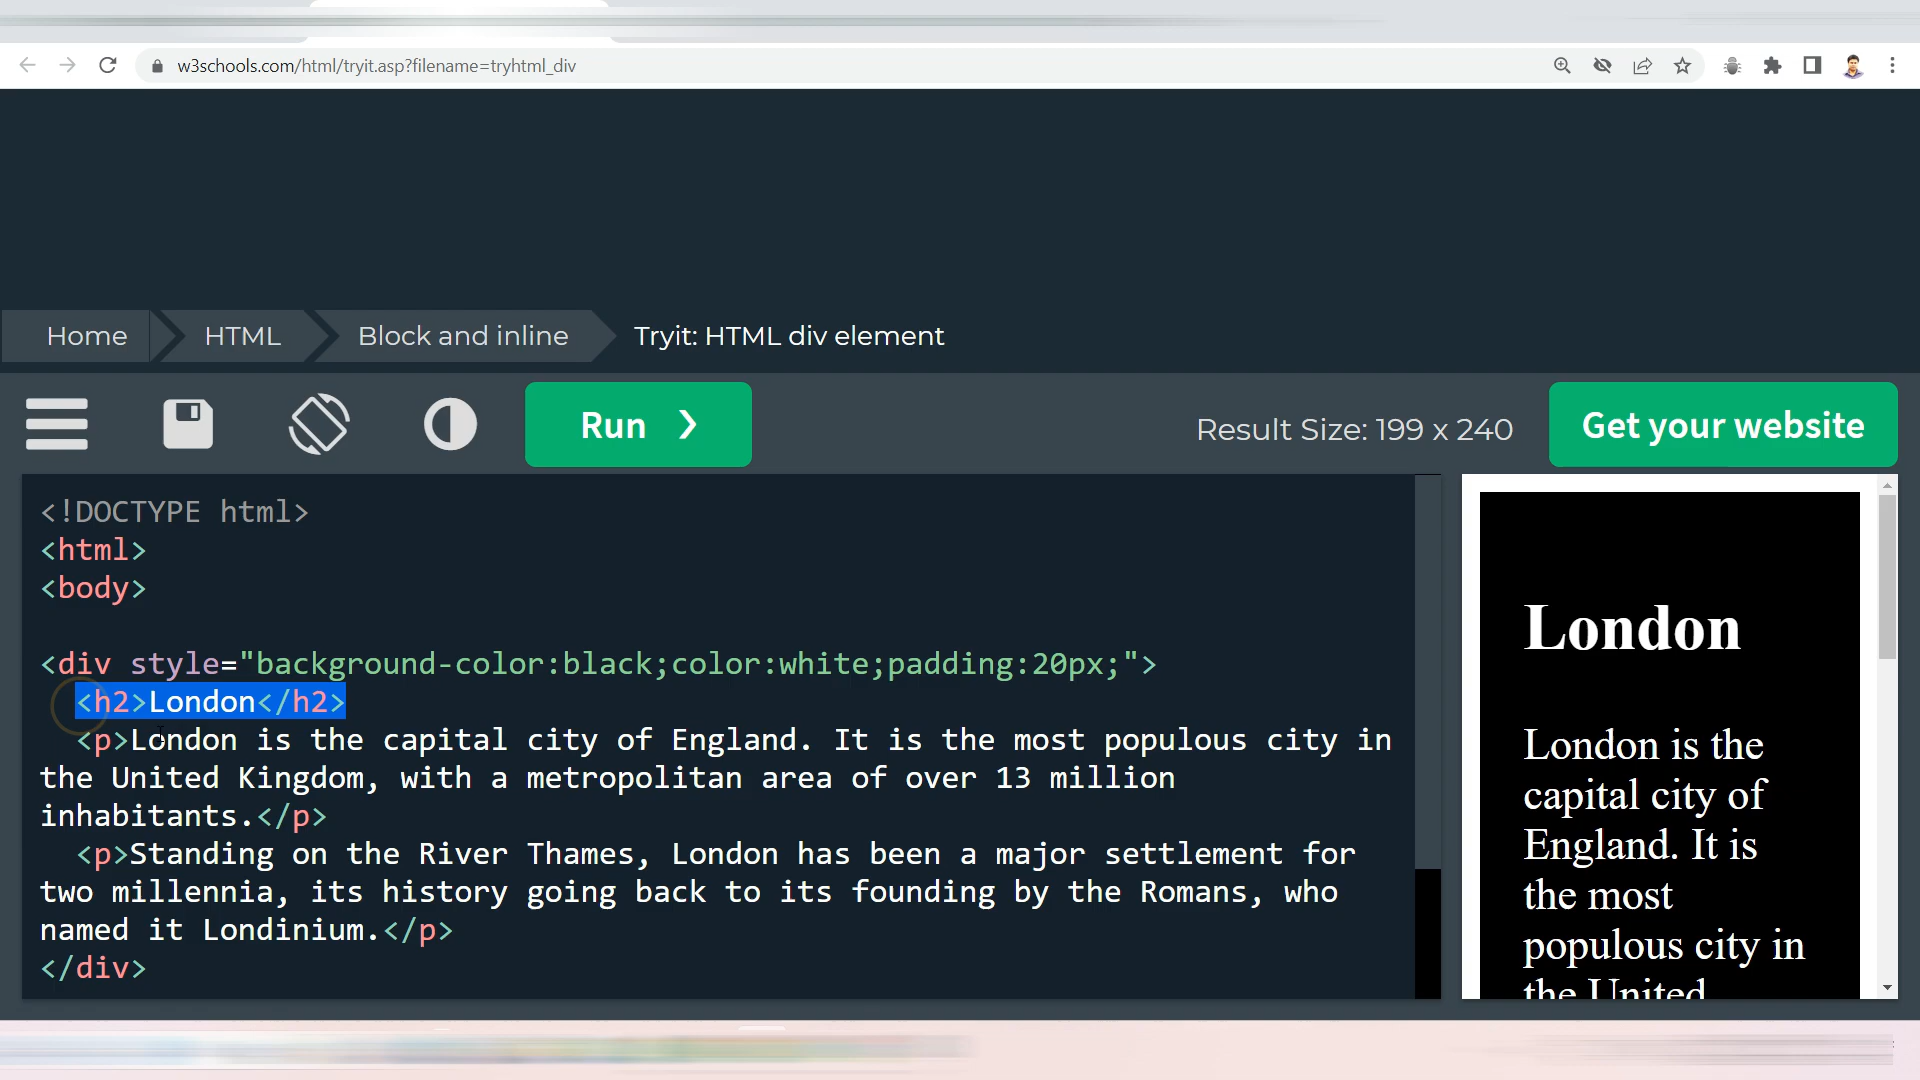 w3schools.com/html/tryit.asp?filename=tryhtml_div
Home HTML Block and inline Tryit: HTML div element
Run ❯ Result Size: 199 x 240 Get your website
<!DOCTYPE html>
<html>
<body>
<div style="background-color:black;color:white;padding:20px;">
<h2>London</h2>
<p>London is the capital city of England. It is the most populous city in
the United Kingdom, with a metropolitan area of over 13 million
inhabitants.</p>
<p>Standing on the River Thames, London has been a major settlement for
two millennia, its history going back to its founding by the Romans, who
named it Londinium.</p>
</div>
London
London is the
capital city of
England. It is
the most
populous city in
the United